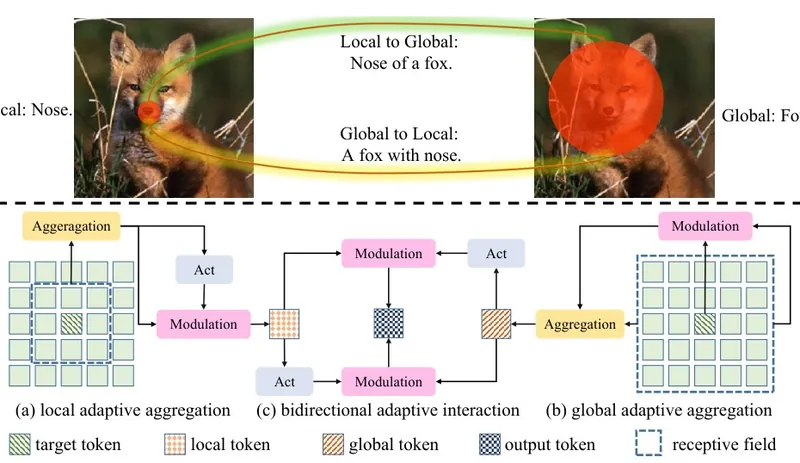 Local to Global:
Nose of a fox.
cal: Nose.
Global to Local:
A fox with nose.
Global: Fo
Aggeragation
Act
Modulation
Modulation
Act
Act
Modulation
Modulation
Aggregation
(a) local adaptive aggregation
(c) bidirectional adaptive interaction
(b) global adaptive aggregation
target token
local token
global token
output token
receptive field